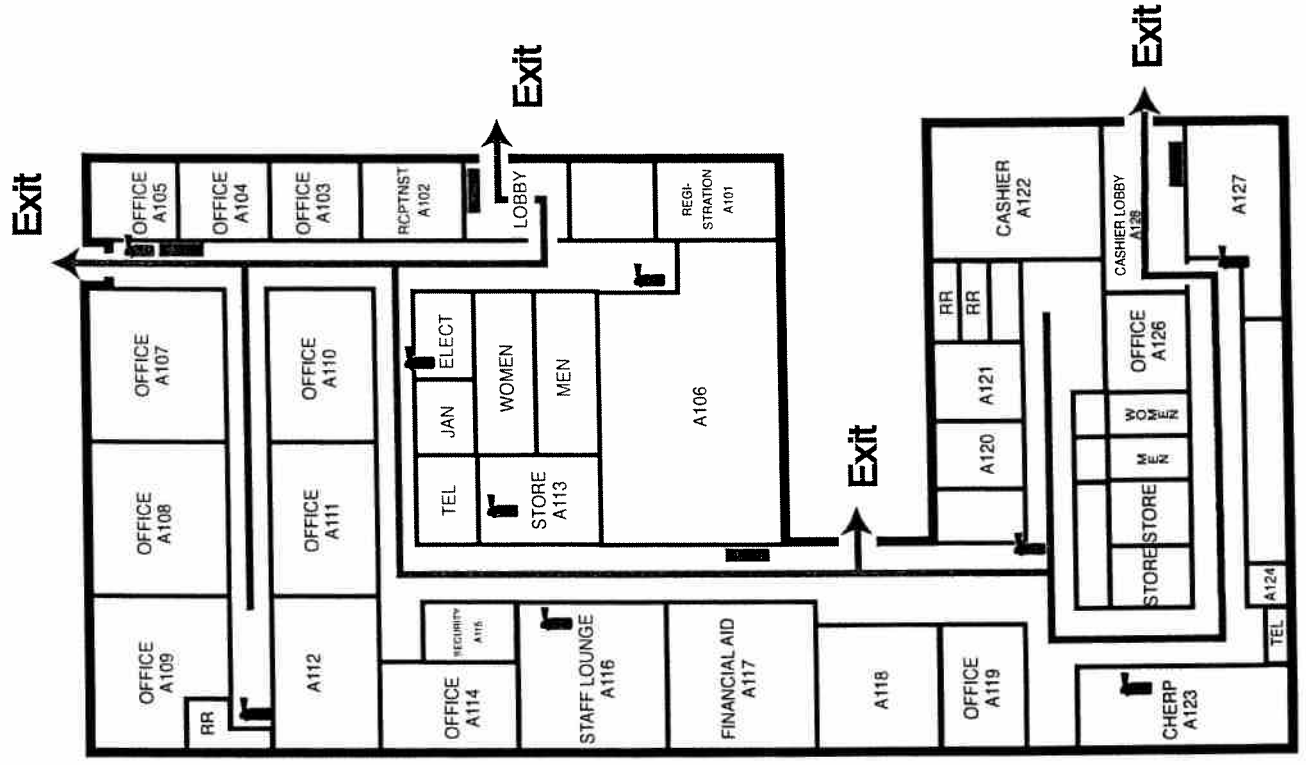 Exit
Exit
Exit
Exit
OFFICE
A105
OFFICE
A104
OFFICE
A103
RCPTNST
A102
LOBBY
REGI-
STRATION
A101
OFFICE
A107
OFFICE
A108
OFFICE
A109
RR
OFFICE
A110
OFFICE
A111
A112
ELECT
JAN
TEL
WOMEN
MEN
STORE
A113
A106
SECURITY
A115
OFFICE
A114
STAFF LOUNGE
A116
FINANCIAL AID
A117
A118
OFFICE
A119
CASHIER
A122
CASHIER LOBBY
A128
A127
RR
RR
A121
A120
OFFICE
A126
WOMEN
MEN
STORE
STORE
A124
TEL
CHERP
A123